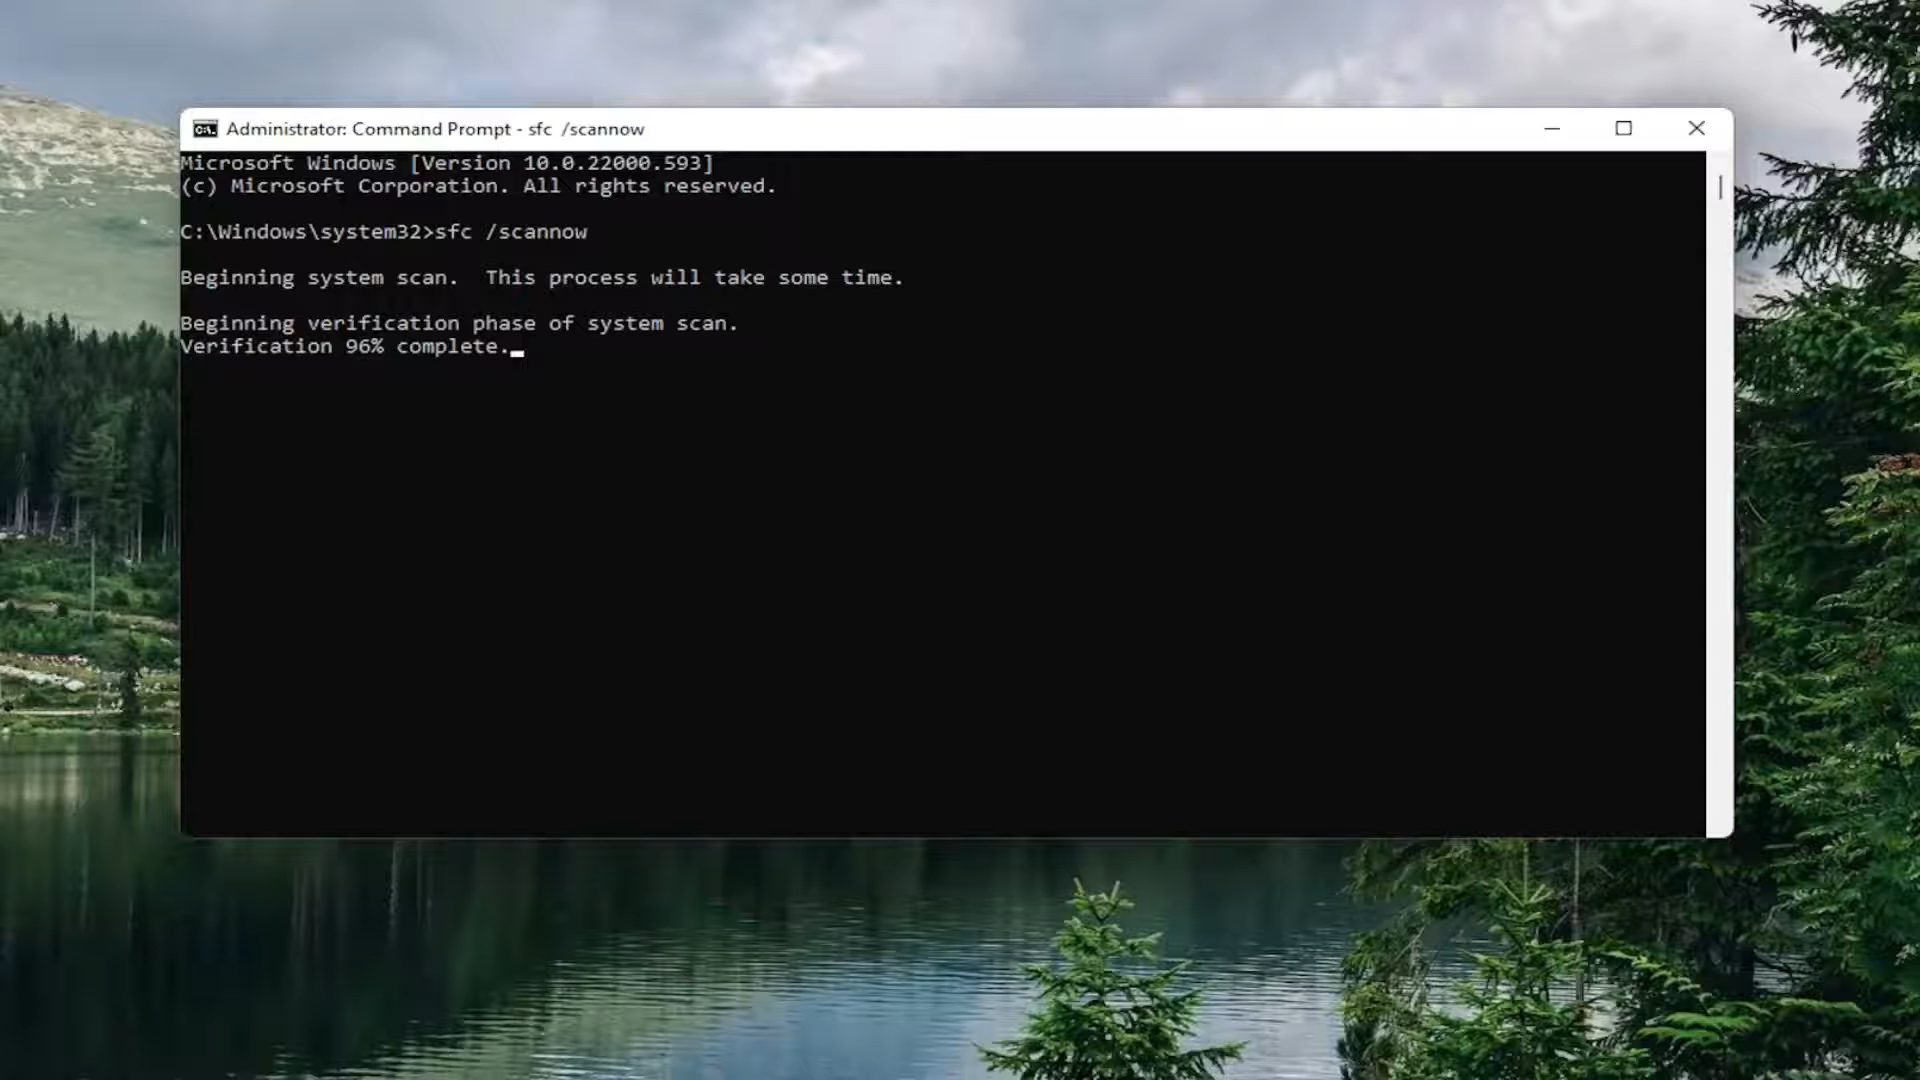 Administrator: Command Prompt - sfc  /scannow
Microsoft Windows [Version 10.0.22000.593]
(c) Microsoft Corporation. All rights reserved.
C:\Windows\system32>sfc /scannow
Beginning system scan.  This process will take some time.
Beginning verification phase of system scan.
Verification 96% complete.